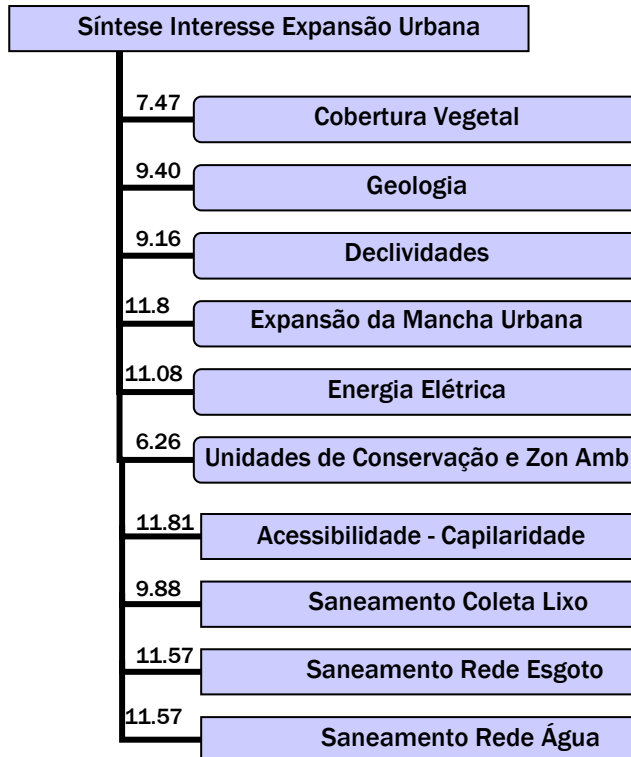 Síntese Interesse Expansão Urbana
7.47
Cobertura Vegetal
9.40
Geologia
9.16
Declividades
11.8
Expansão da Mancha Urbana
11.08
Energia Elétrica
6.26
Unidades de Conservação e Zon Amb
11.81
Acessibilidade - Capilaridade
9.88
Saneamento Coleta Lixo
11.57
Saneamento Rede Esgoto
11.57
Saneamento Rede Água